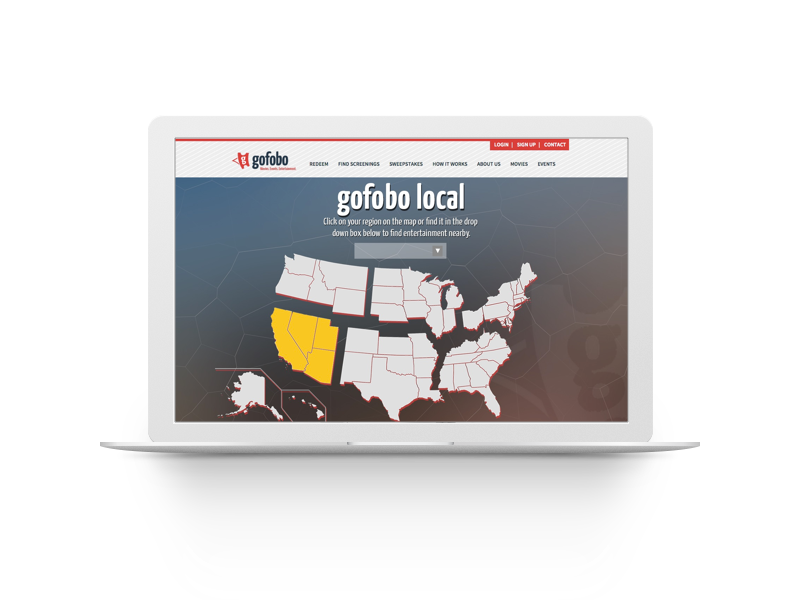 LOGIN | SIGN UP | CONTACT
g gofobo
Movies. Events. Entertainment.
REDEEM FIND SCREENINGS SWEEPSTAKES HOW IT WORKS ABOUT US MOVIES EVENTS
gofobo local
Click on your region on the map or find it in the drop
down box below to find entertainment nearby.
g